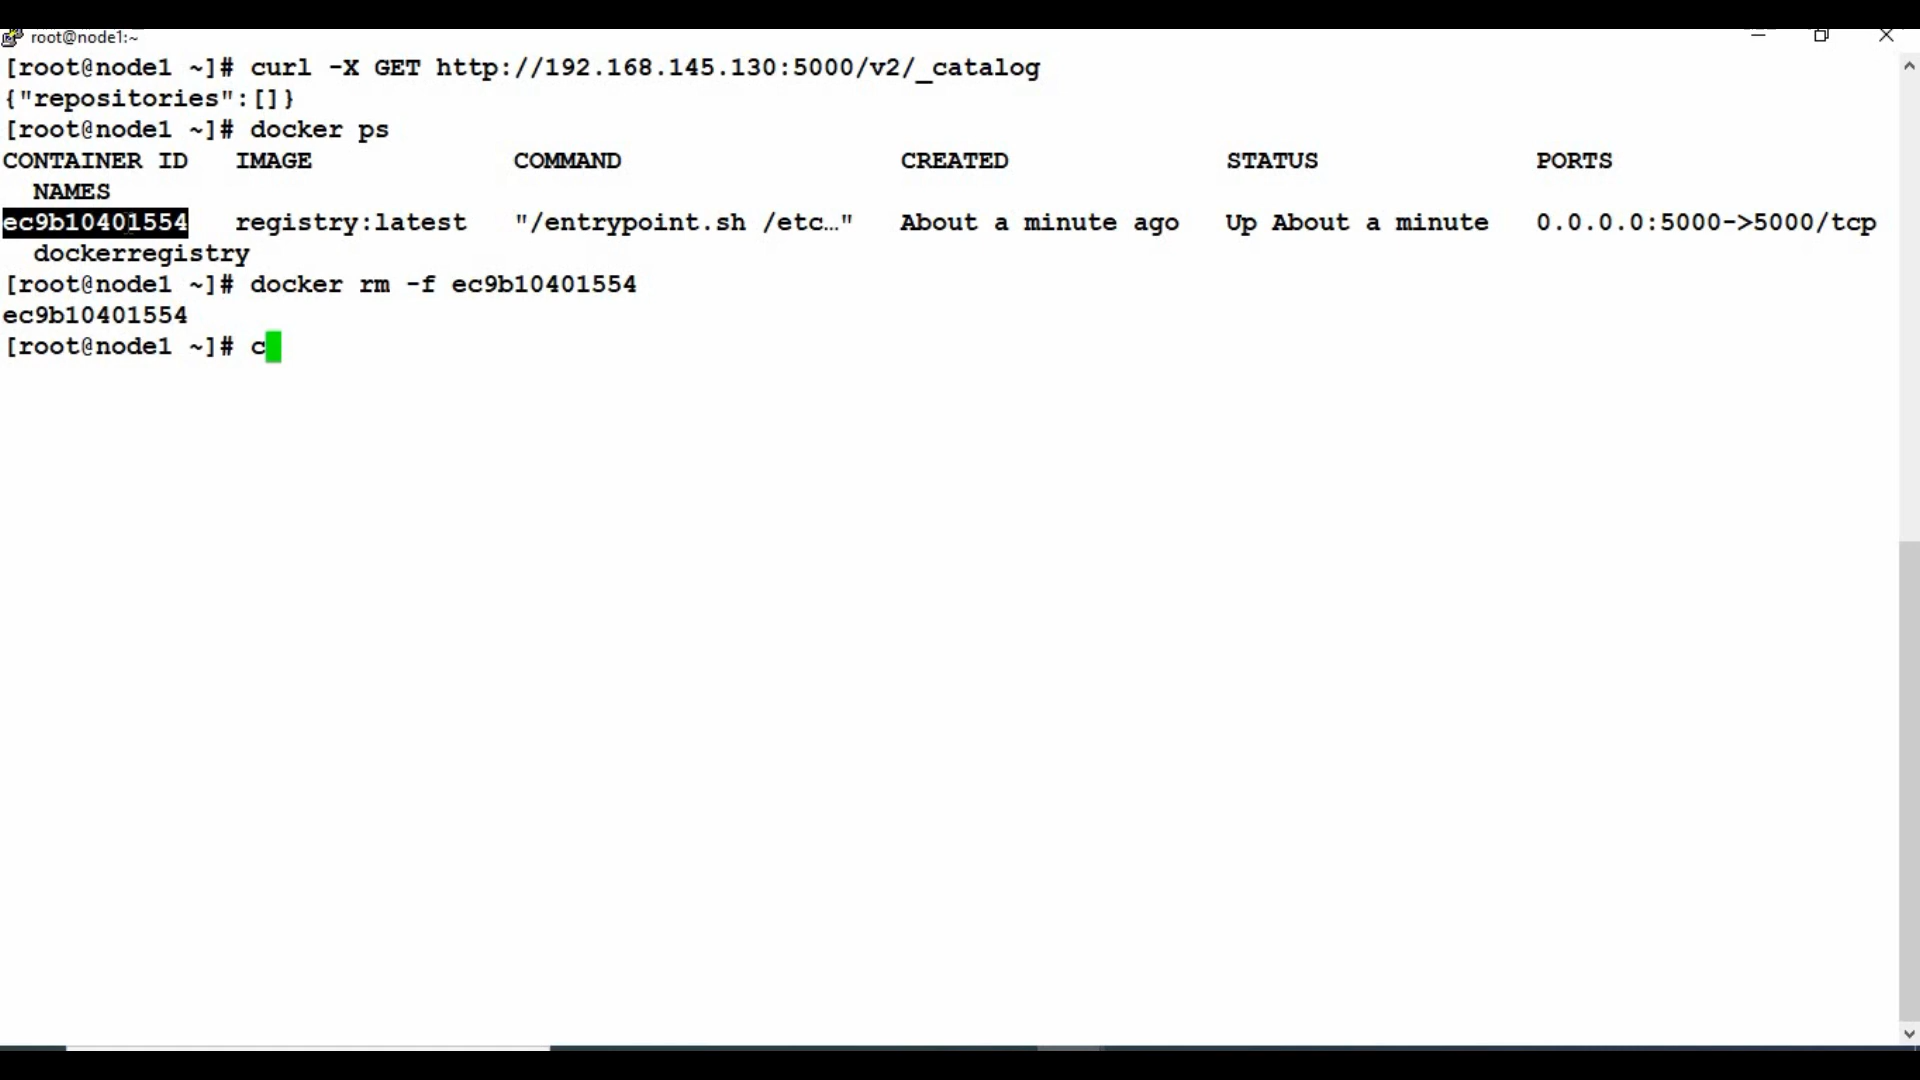 root@node1:~
[root@node1 ~]# curl -X GET http://192.168.145.130:5000/v2/_catalog
{"repositories":[]}
[root@node1 ~]# docker ps
CONTAINER ID   IMAGE             COMMAND                  CREATED              STATUS              PORTS
  NAMES
ec9b10401554   registry:latest   "/entrypoint.sh /etc…"   About a minute ago   Up About a minute   0.0.0.0:5000->5000/tcp
  dockerregistry
[root@node1 ~]# docker rm -f ec9b10401554
ec9b10401554
[root@node1 ~]# c